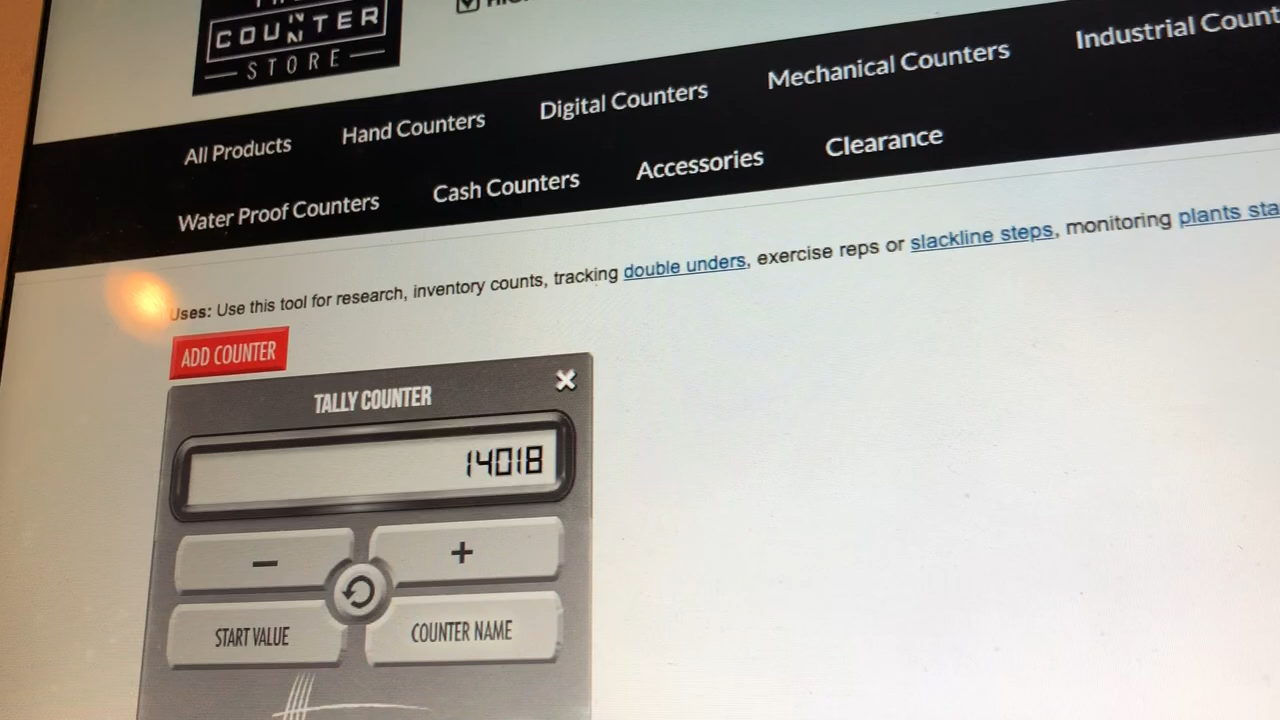 COUNTER
STORE
All Products
Hand Counters
Digital Counters
Mechanical Counters
Industrial
Water Proof Counters
Cash Counters
Accessories
Clearance
Uses: Use this tool for research, inventory counts, tracking double unders, exercise reps or slackline steps, monitoring plants
ADD COUNTER
TALLY COUNTER
14018
START VALUE
COUNTER NAME